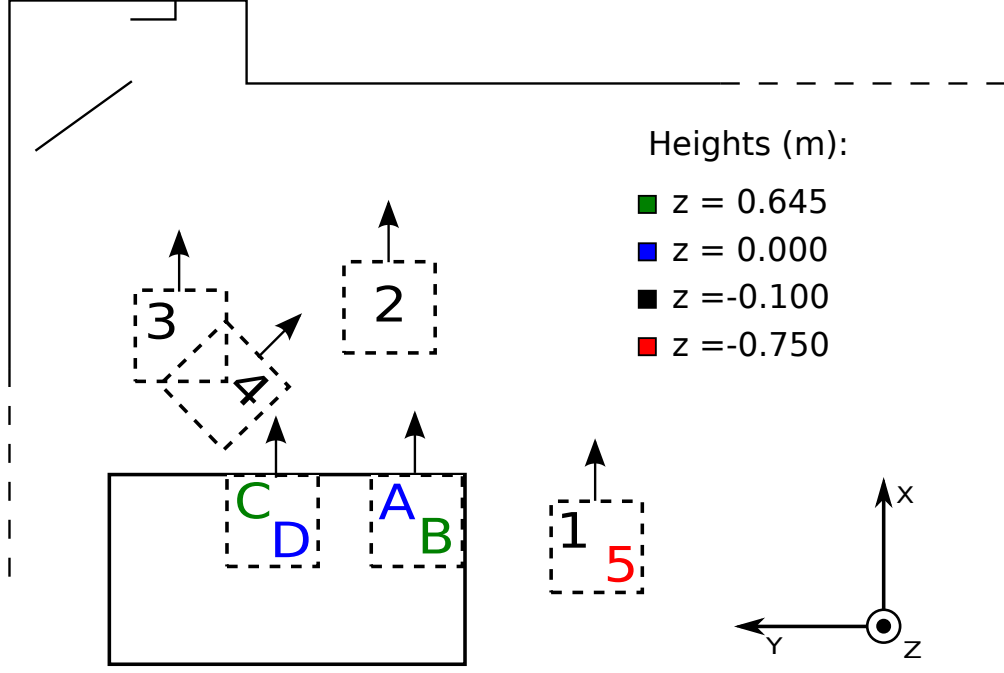 Heights (m):
z = 0.645
z = 0.000
z =-0.100
z =-0.750
3
2
4
C
D
A
B
1
5
X
Y
Z